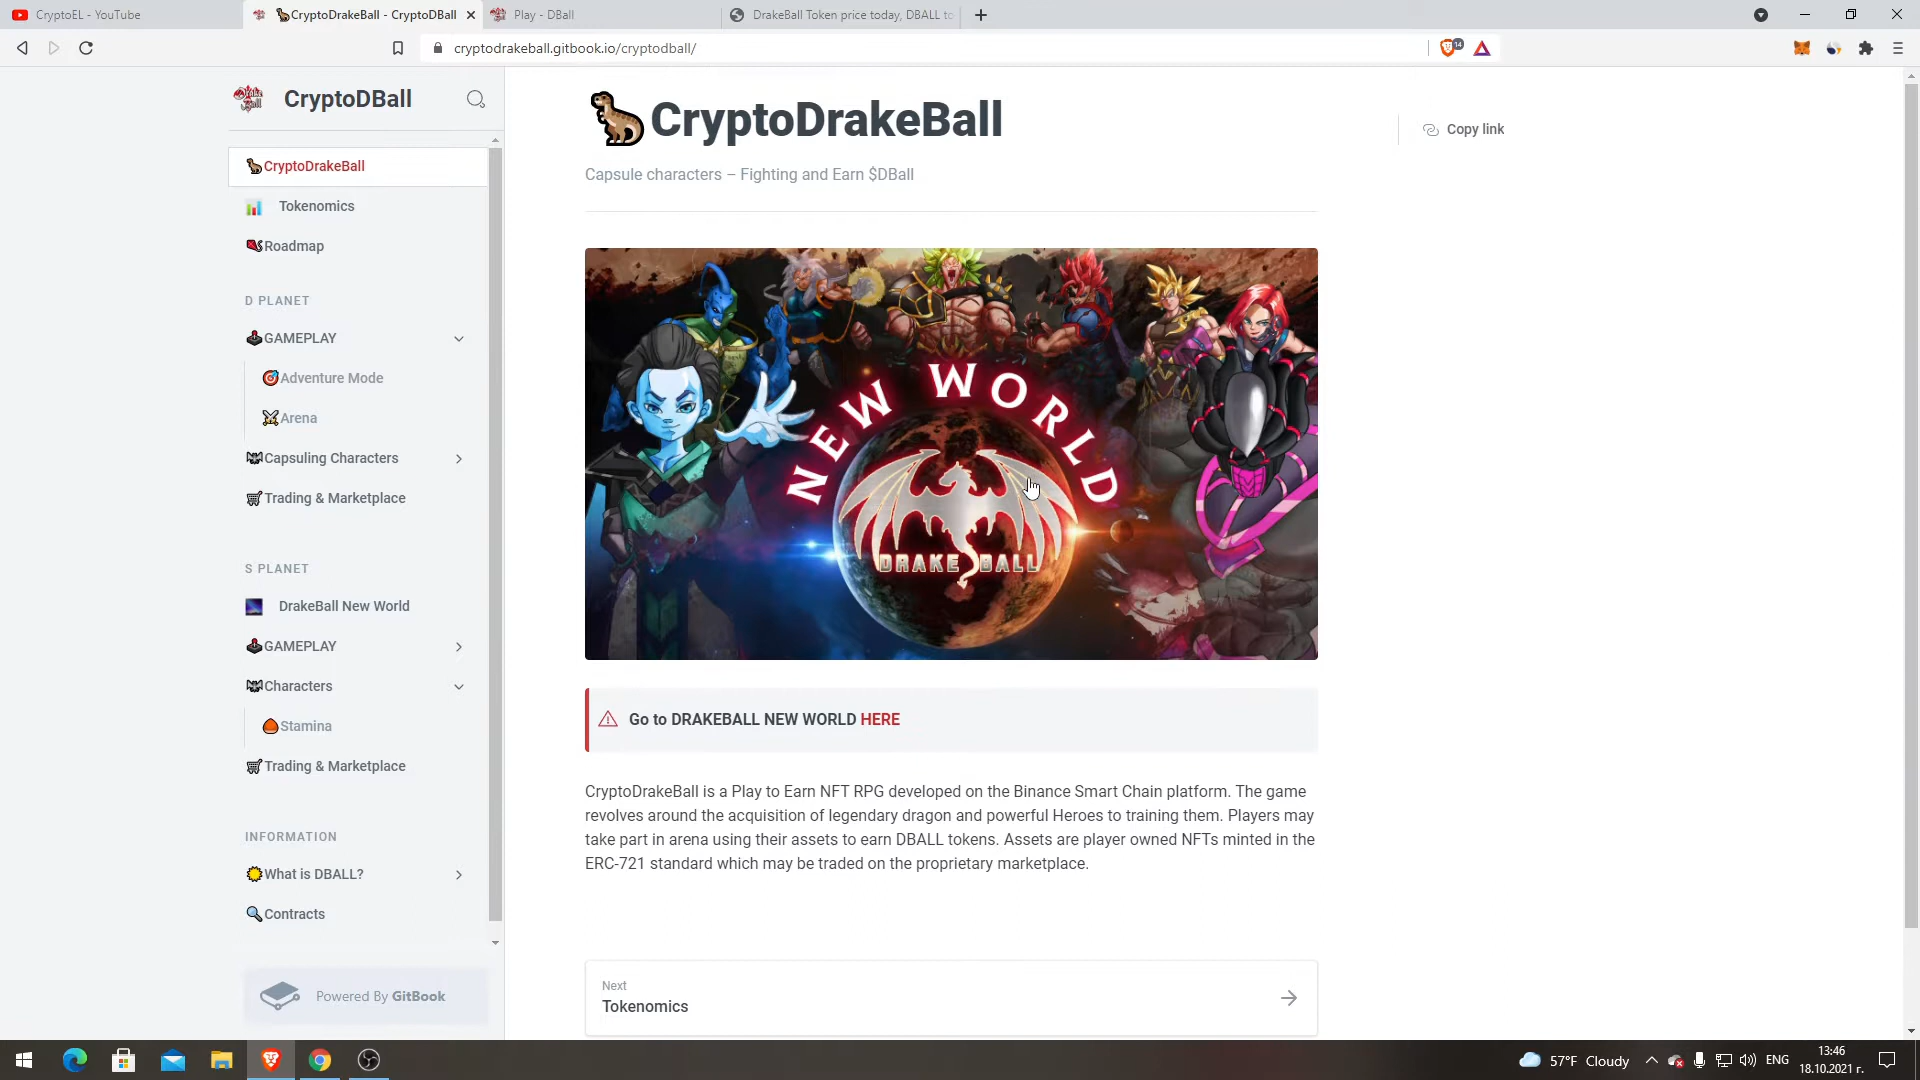 CryptoEL - YouTube
CryptoDrakeBall - CryptoDBall
Play - DBall
DrakeBall Token price today, DBALL to
cryptodrakeball.gitbook.io/cryptodball/
14
CryptoDBall
CryptoDrakeBall
Tokenomics
Roadmap
D PLANET
GAMEPLAY
Adventure Mode
Arena
Capsuling Characters
Trading & Marketplace
S PLANET
DrakeBall New World
GAMEPLAY
Characters
Stamina
Trading & Marketplace
INFORMATION
What is DBALL?
Contracts
Powered By GitBook
CryptoDrakeBall
Copy link
Capsule characters – Fighting and Earn $DBall
NEW WORLD
DRAKE BALL
Go to DRAKEBALL NEW WORLD HERE
CryptoDrakeBall is a Play to Earn NFT RPG developed on the Binance Smart Chain platform. The game
revolves around the acquisition of legendary dragon and powerful Heroes to training them. Players may
take part in arena using their assets to earn DBALL tokens. Assets are player owned NFTs minted in the
ERC-721 standard which may be traded on the proprietary marketplace.
Next
Tokenomics
57°F Cloudy
ENG
13:46
18.10.2021 г.